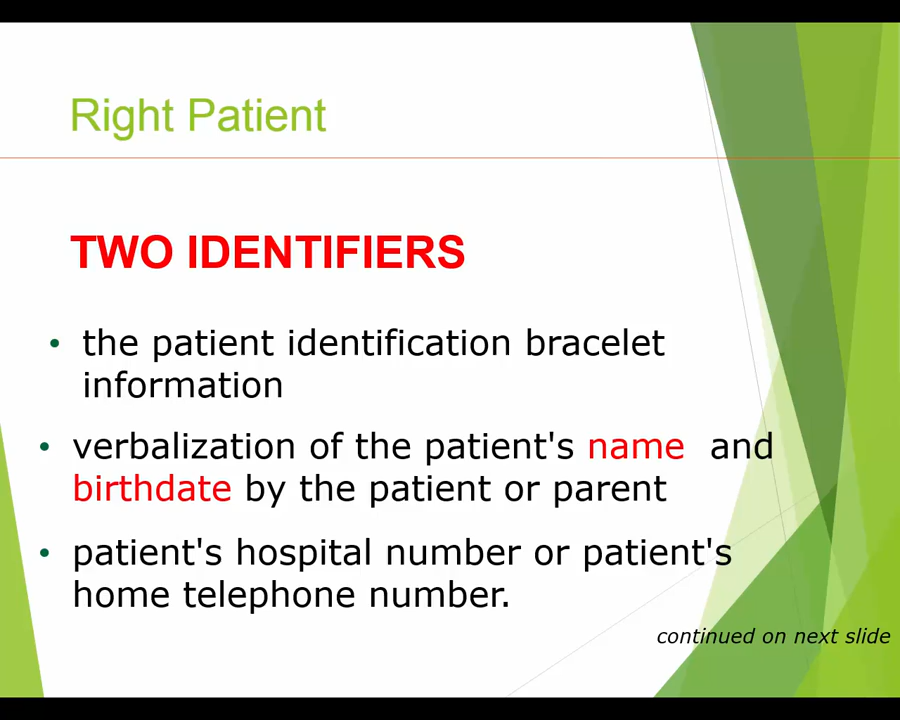 Right Patient
TWO IDENTIFIERS
• the patient identification bracelet
information
• verbalization of the patient's name and
birthdate by the patient or parent
• patient's hospital number or patient's
home telephone number.
continued on next slide